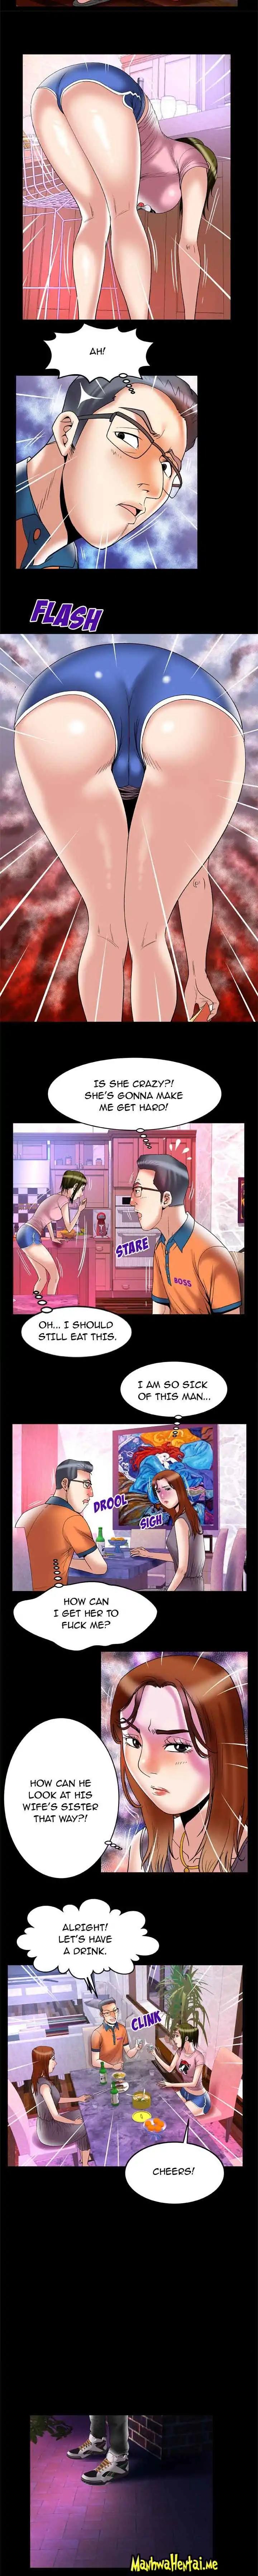 AH!
FLASH
IS SHE CRAZY?!
SHE'S GONNA MAKE
ME GET HARD!
STARE
BOSS
OH... I SHOULD
STILL EAT THIS.
I AM SO SICK
OF THIS MAN...
DROOL
SIGH
HOW CAN
I GET HER TO
FUCK ME?
HOW CAN HE
LOOK AT HIS
WIFE'S SISTER
THAT WAY?!
ALRIGHT!
LET'S HAVE
A DRINK.
CLINK
CHEERS!
ManhwaHentai.me